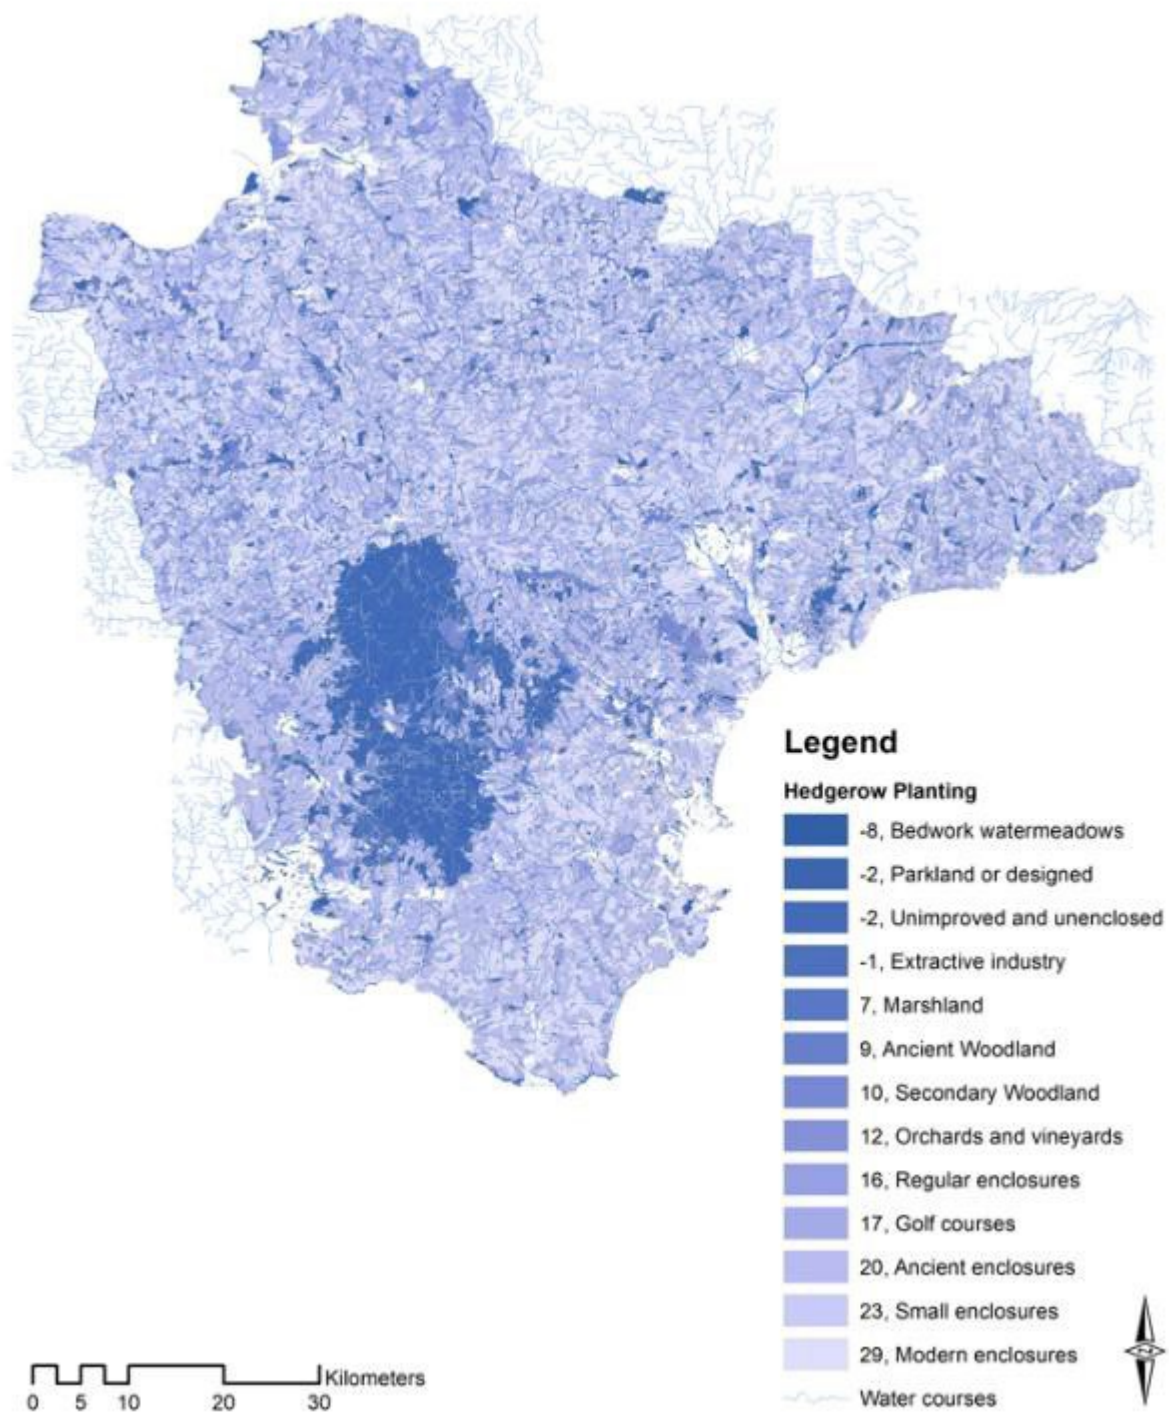 Legend
Hedgerow Planting
-8, Bedwork watermeadows
-2, Parkland or designed
-2, Unimproved and unenclosed
-1, Extractive industry
7, Marshland
9, Ancient Woodland
10, Secondary Woodland
12, Orchards and vineyards
16, Regular enclosures
17, Golf courses
20, Ancient enclosures
23, Small enclosures
29, Modern enclosures
Water courses
Kilometers
0 5 10 20 30
N